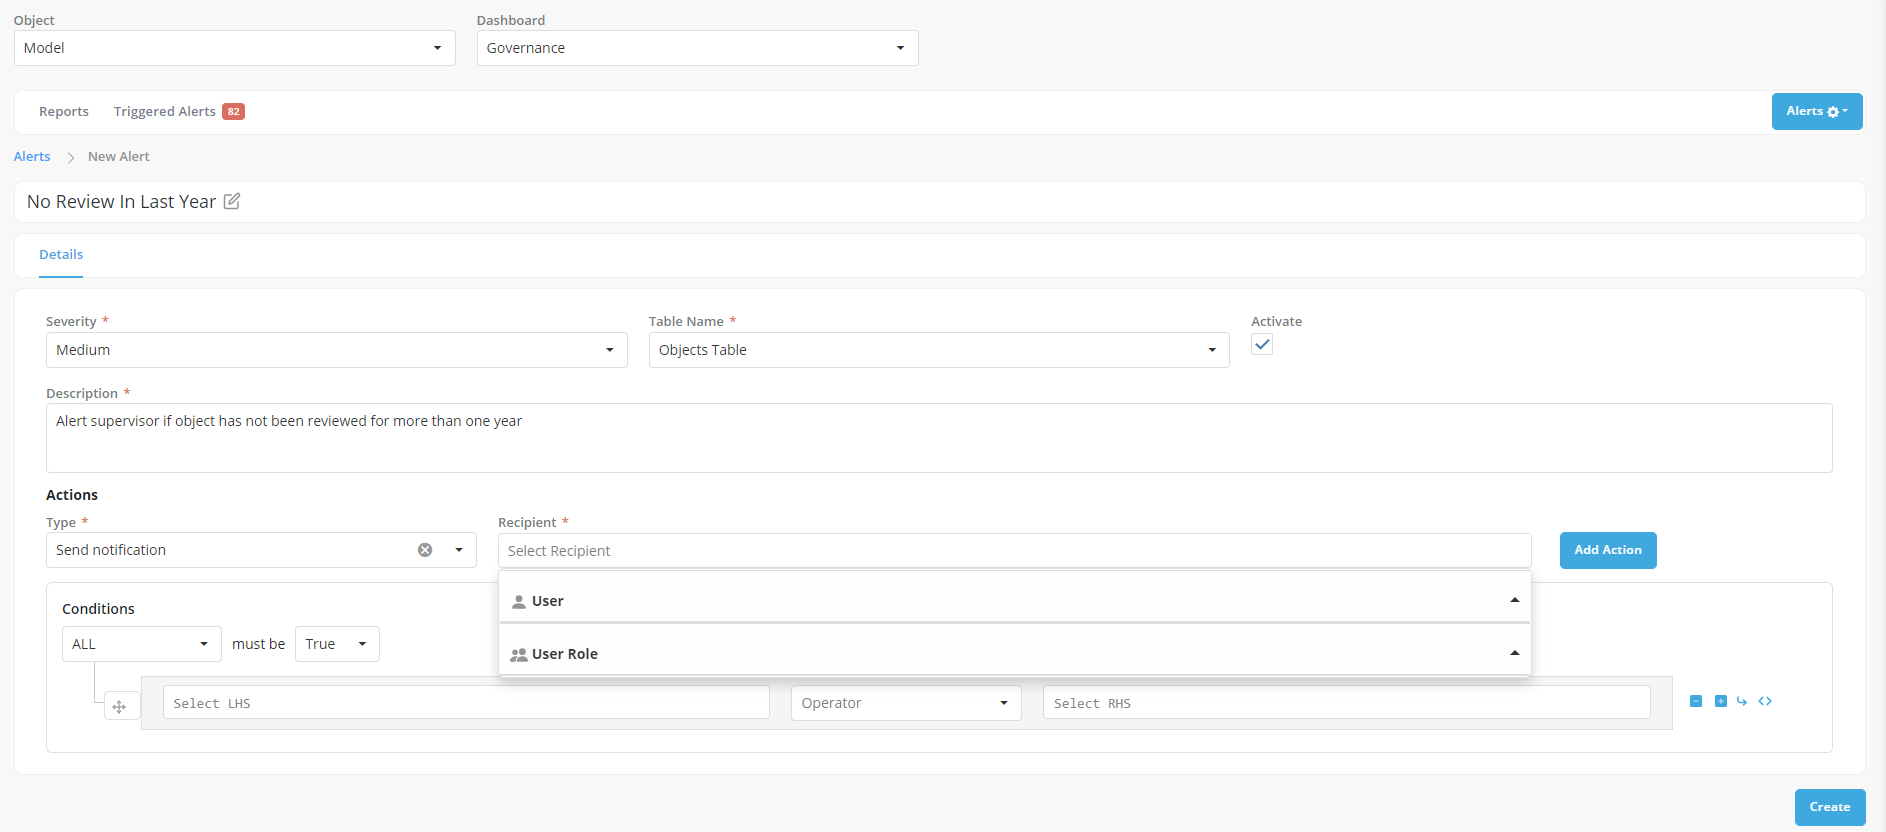 Object
Dashboard
Model
Governance
Reports
Triggered Alerts 82
Alerts
Alerts
New Alert
No Review In Last Year
Details
Severity *
Table Name *
Activate
Medium
Objects Table
Description *
Alert supervisor if object has not been reviewed for more than one year
Actions
Type *
Recipient *
Send notification
Select Recipient
Add Action
User
Conditions
ALL
must be
True
User Role
Select LHS
Operator
Select RHS
Create